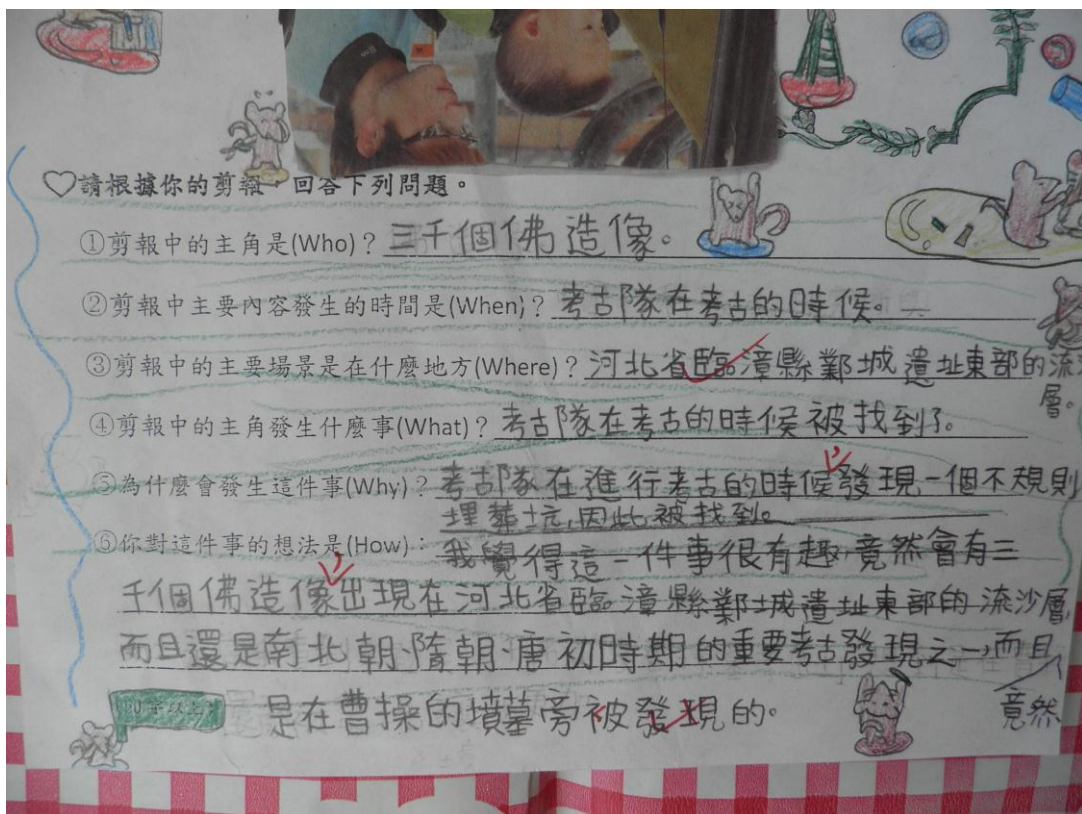 ♡請根據你的剪報，回答下列問題。
①剪報中的主角是(Who)？三千個佛造像。
②剪報中主要內容發生的時間是(When)？考古隊在考古的時候。
③剪報中的主要場景是在什麼地方(Where)？河北省臨漳縣鄴城遺址東部的流沙
層。
④剪報中的主角發生什麼事(What)？考古隊在考古的時候被找到了。
⑤為什麼會發生這件事(Why)？考古隊在進行考古的時候發現一個不規則
埋葬坑，因此被找到。
⑥你對這件事的想法是(How)：我覺得這一件事很有趣，竟然會有三
千個佛造像出現在河北省臨漳縣鄴城遺址東部的流沙層，
而且還是南北朝、隋朝、唐初時期的重要考古發現之一，而且
竟然
是在曹操的墳墓旁被發現的。